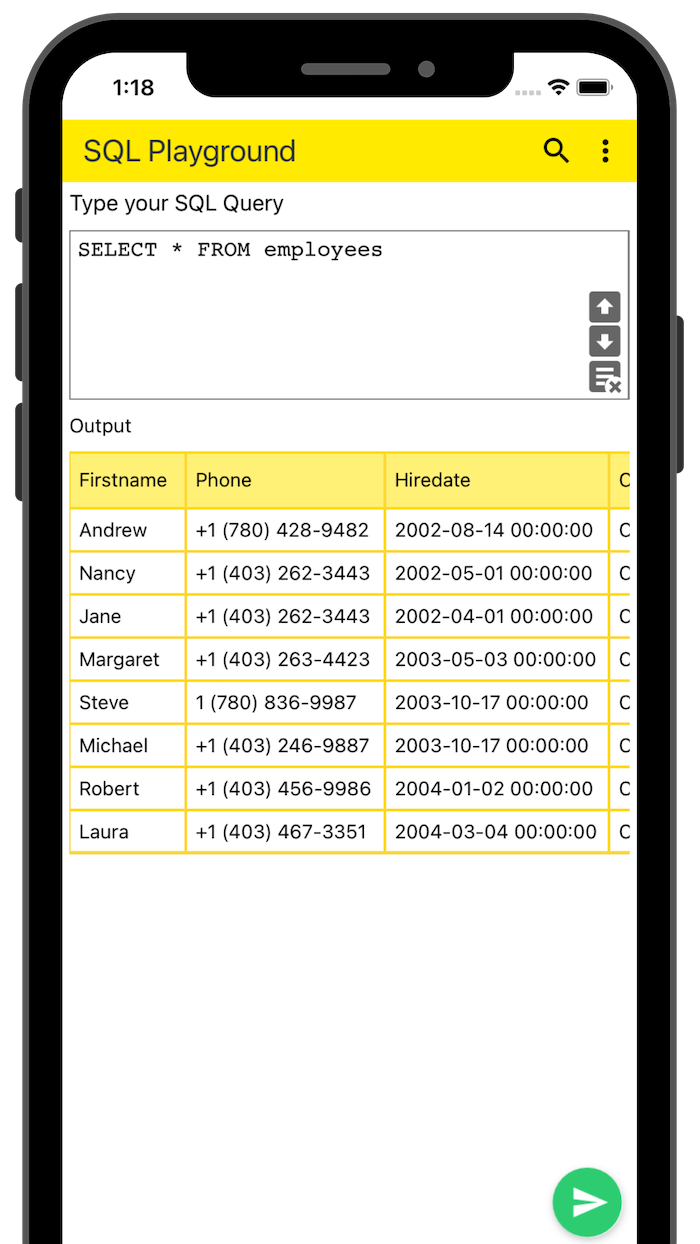 1:18
SQL Playground
Type your SQL Query
SELECT * FROM employees
Output
Firstname Phone Hiredate
Andrew +1 (780) 428-9482 2002-08-14 00:00:00
Nancy +1 (403) 262-3443 2002-05-01 00:00:00
Jane +1 (403) 262-3443 2002-04-01 00:00:00
Margaret +1 (403) 263-4423 2003-05-03 00:00:00
Steve 1 (780) 836-9987 2003-10-17 00:00:00
Michael +1 (403) 246-9887 2003-10-17 00:00:00
Robert +1 (403) 456-9986 2004-01-02 00:00:00
Laura +1 (403) 467-3351 2004-03-04 00:00:00